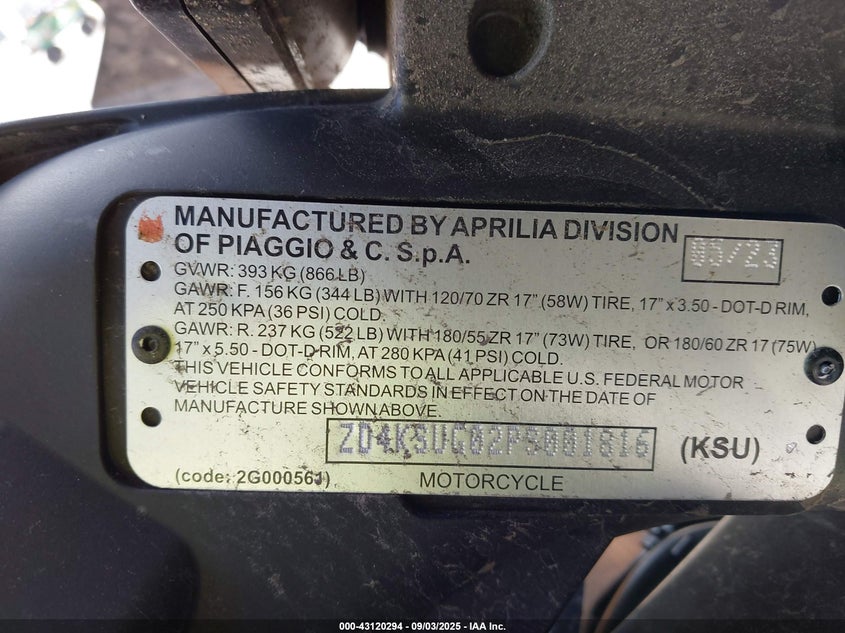 MANUFACTURED BY APRILIA DIVISION
OF PIAGGIO & C. S.p.A.
05/23
GVWR: 393 KG (866 LB)
GAWR: F. 156 KG (344 LB) WITH 120/70 ZR 17" (58W) TIRE, 17" x 3.50 - DOT-D RIM,
AT 250 KPA (36 PSI) COLD.
GAWR: R. 237 KG (522 LB) WITH 180/55 ZR 17" (73W) TIRE, OR 180/60 ZR 17 (75W)
17" x 5.50 - DOT-D RIM, AT 280 KPA (41 PSI) COLD.
THIS VEHICLE CONFORMS TO ALL APPLICABLE U.S. FEDERAL MOTOR
VEHICLE SAFETY STANDARDS IN EFFECT ON THE DATE OF
MANUFACTURE SHOWN ABOVE.
ZD4KSUG02PS001816
(KSU)
(code: 2G000561)
MOTORCYCLE
000-43120294 - 09/03/2025 - IAA Inc.